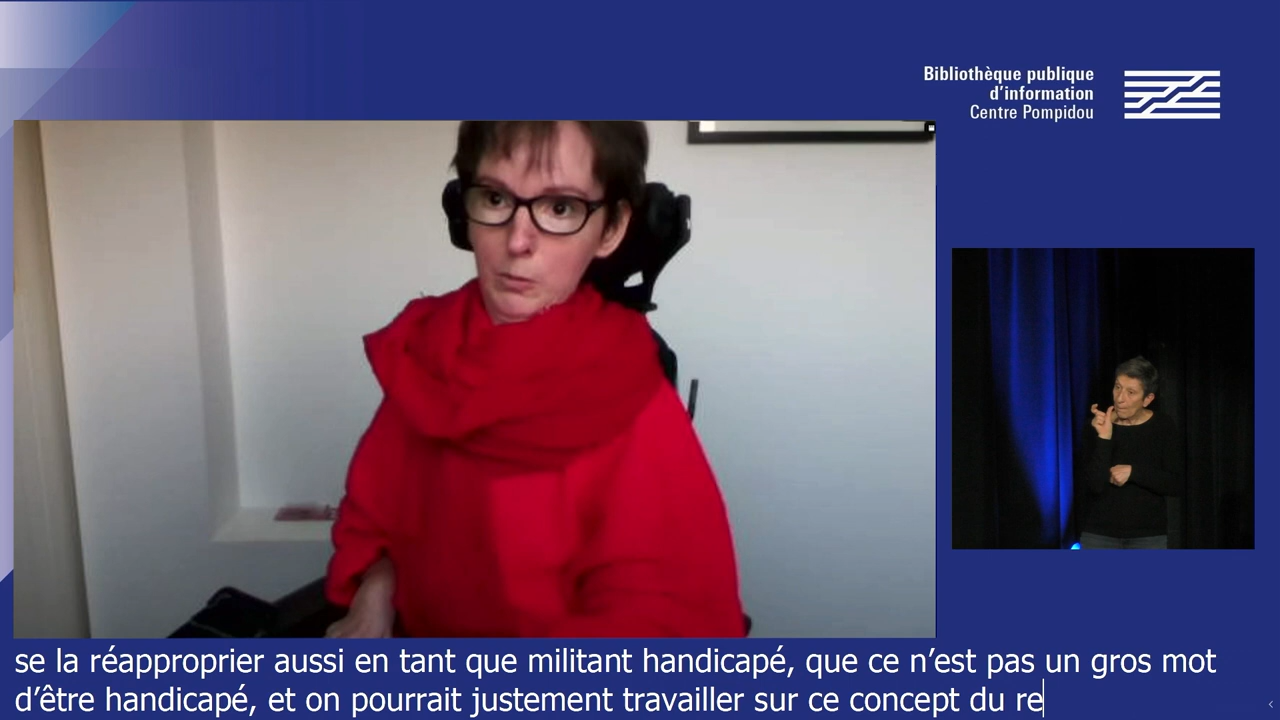 Bibliothèque publique
d’information
Centre Pompidou
se la réapproprier aussi en tant que militant handicapé, que ce n’est pas un gros mot
d’être handicapé, et on pourrait justement travailler sur ce concept du re